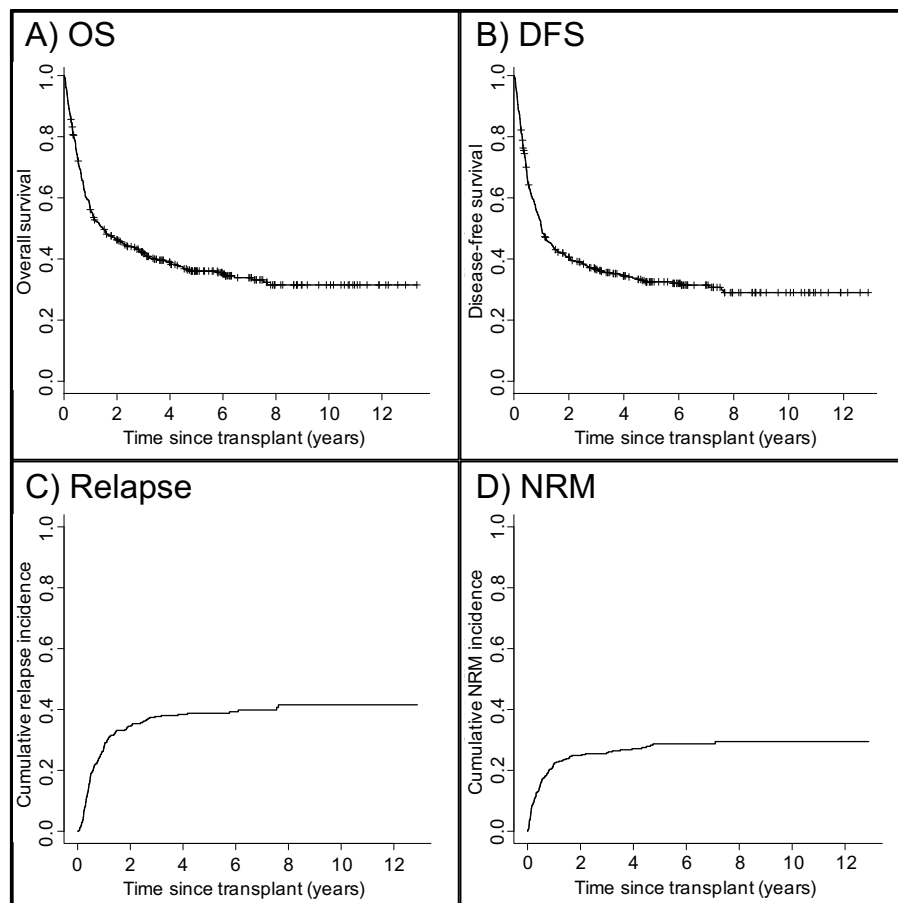 A) OS
Overall survival
1.0
0.8
0.6
0.4
0.2
0.0
0 2 4 6 8 10 12
Time since transplant (years)
B) DFS
Disease-free survival
1.0
0.8
0.6
0.4
0.2
0.0
0 2 4 6 8 10 12
Time since transplant (years)
C) Relapse
Cumulative relapse incidence
1.0
0.8
0.6
0.4
0.2
0.0
0 2 4 6 8 10 12
Time since transplant (years)
D) NRM
Cumulative NRM incidence
1.0
0.8
0.6
0.4
0.2
0.0
0 2 4 6 8 10 12
Time since transplant (years)